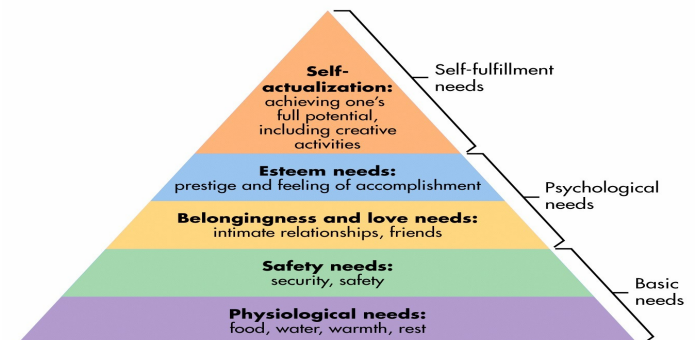 Self-
actualization:
achieving one's
full potential,
including creative
activities
Self-fulfillment
needs
Esteem needs:
prestige and feeling of accomplishment
Psychological
needs
Belongingness and love needs:
intimate relationships, friends
Safety needs:
security, safety
Basic
needs
Physiological needs:
food, water, warmth, rest